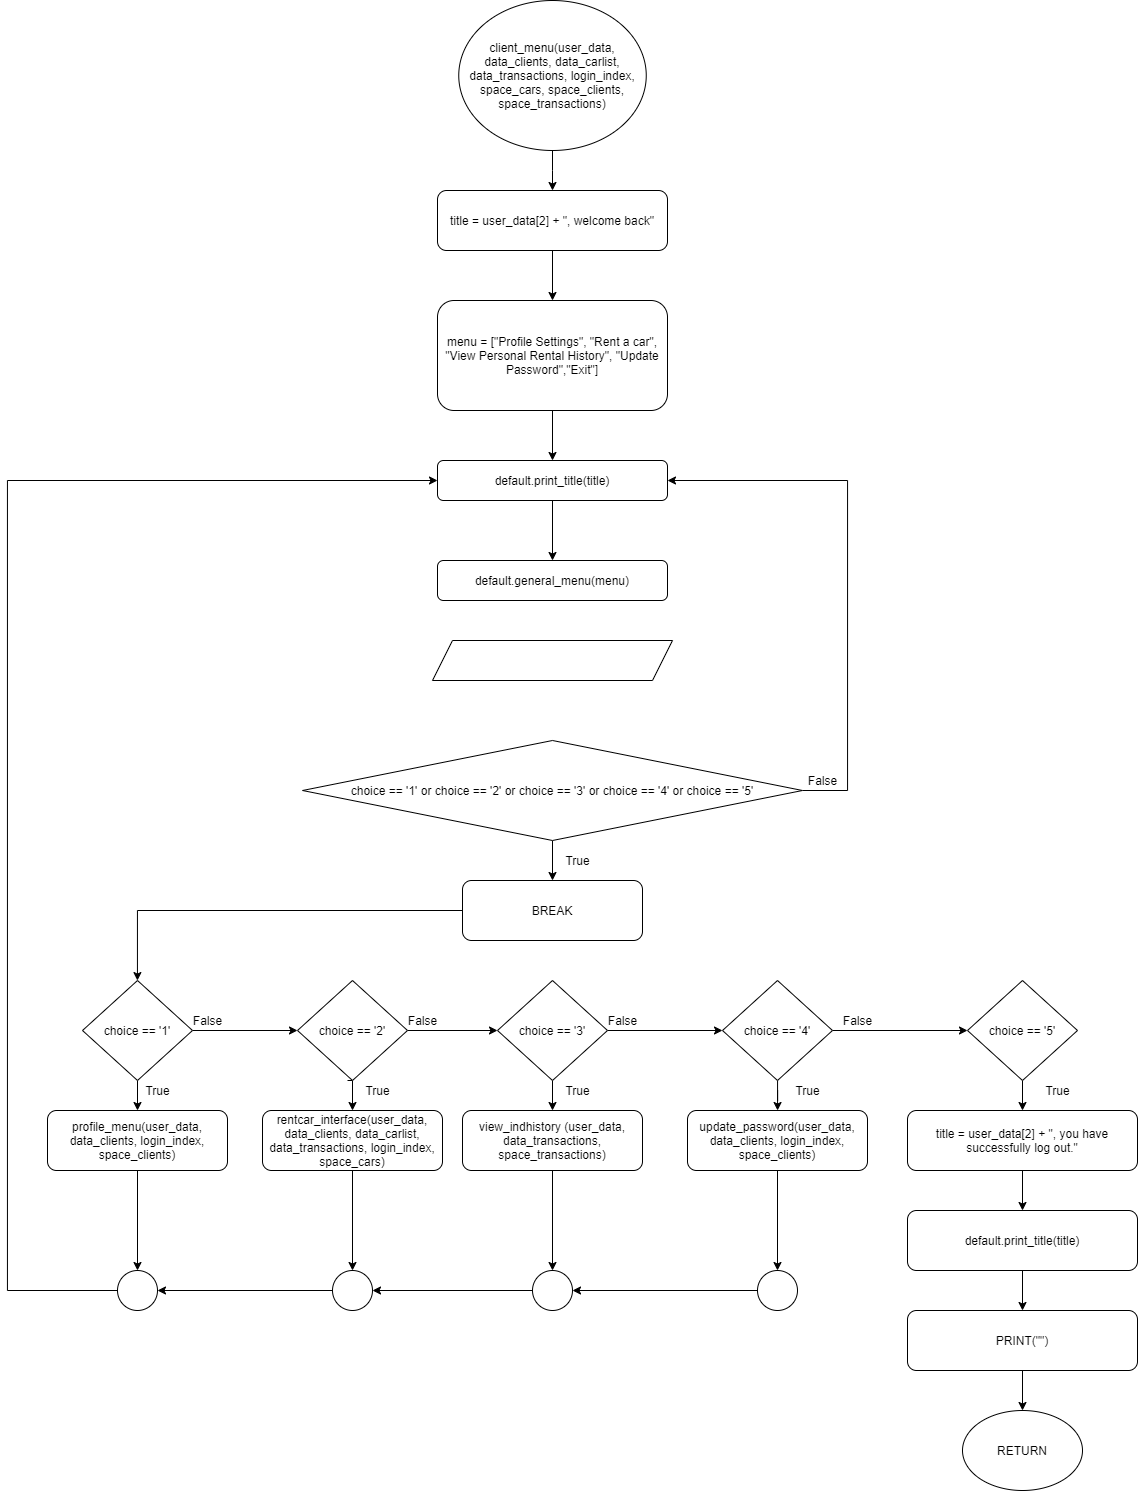 client_menu(user_data,
data_clients, data_carlist,
data_transactions, login_index,
space_cars, space_clients,
space_transactions)
title = user_data[2] + ", welcome back"
menu = ["Profile Settings", "Rent a car",
"View Personal Rental History", "Update
Password","Exit"]
default.print_title(title)
default.general_menu(menu)
choice == '1' or choice == '2' or choice == '3' or choice == '4' or choice == '5'
False
True
BREAK
choice == '1'
False
choice == '2'
False
choice == '3'
False
choice == '4'
False
choice == '5'
True
True
True
True
True
profile_menu(user_data,
data_clients, login_index,
space_clients)
rentcar_interface(user_data,
data_clients, data_carlist,
data_transactions, login_index,
space_cars)
view_indhistory (user_data,
data_transactions,
space_transactions)
update_password(user_data,
data_clients, login_index,
space_clients)
title = user_data[2] + ", you have
successfully log out."
default.print_title(title)
PRINT("")
RETURN